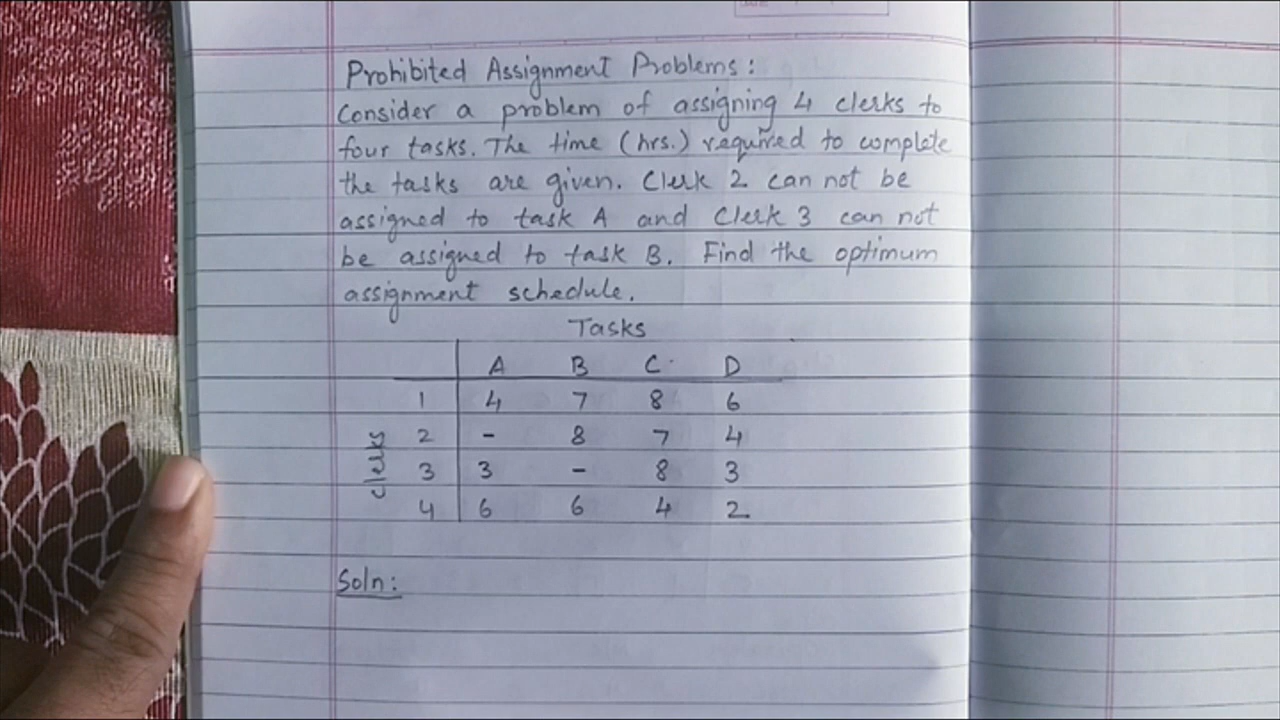 Prohibited Assignment Problems:
Consider a problem of assigning 4 clerks to
four tasks. The time (hrs.) required to complete
the tasks are given. Clerk 2 can not be
assigned to task A and Clerk 3 can not
be assigned to task B. Find the optimum
assignment schedule.
Tasks
A B C D
1 4 7 8 6
2 - 8 7 4
3 3 - 8 3
4 6 6 4 2
Clerks
Soln: